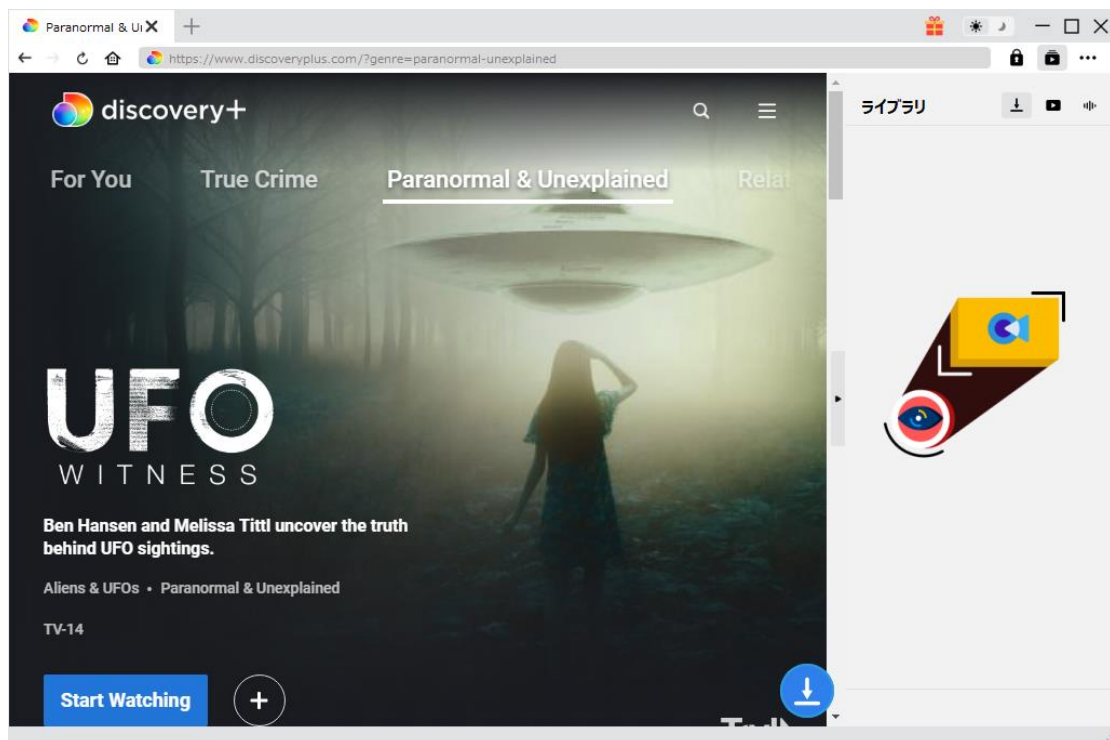 Paranormal & Ui
https://www.discoveryplus.com/?genre=paranormal-unexplained
discovery+
ライブラリ
For You
True Crime
Paranormal & Unexplained
Relat
UFO
WITNESS
Ben Hansen and Melissa Tittl uncover the truth
behind UFO sightings.
Aliens & UFOs • Paranormal & Unexplained
TV-14
Start Watching